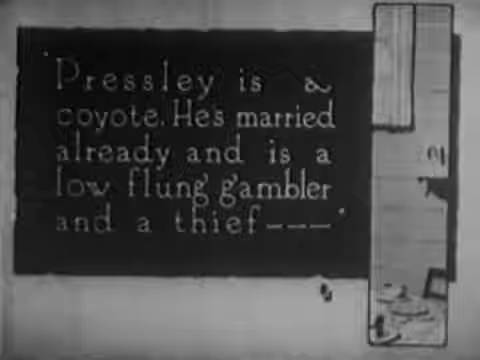 Pressley is a
coyote. He's married
already and is a
low flung gambler
and a thief---"